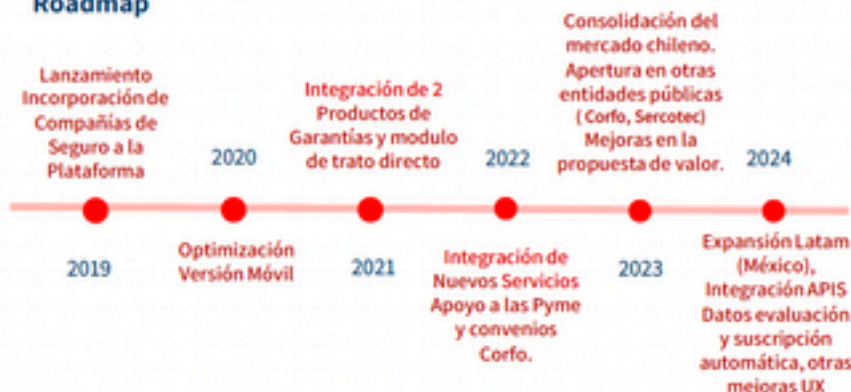 Roadmap
Lanzamiento
Incorporación de
Compañías de
Seguro a la
Plataforma
2019
2020
Optimización
Versión Móvil
Integración de 2
Productos de
Garantías y modulo
de trato directo
2021
2022
Integración de
Nuevos Servicios
Apoyo a las Pyme
y convenios
Corfo.
Consolidación del
mercado chileno.
Apertura en otras
entidades públicas
( Corfo, Sercotec)
Mejoras en la
propuesta de valor.
2023
2024
Expansión Latam
(México),
Integración APIS
Datos evaluación
y suscripción
automática, otras
mejoras UX